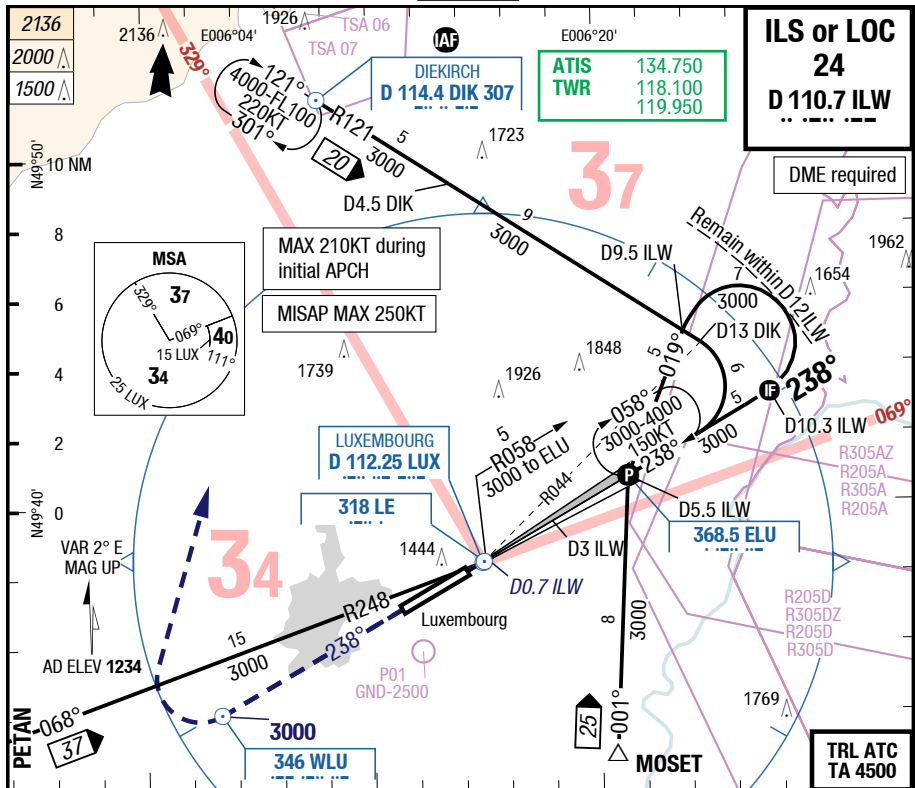 2136
2000
1500
2136
1926
TSA 06
TSA 07
E006°04'
E006°20'
IAF
DIEKIRCH
D 114.4 DIK 307
ATIS 134.750
TWR 118.100
119.950
ILS or LOC
24
D 110.7 ILW
DME required
329°
121°
4000-FL100
220KT
301°
R121
5
3000
20
D4.5 DIK
1723
37
9
3000
N49°50'
10 NM
8
6
4
2
0
N49°40'
MSA
329°
37
069°
40
15 LUX
111°
34
25 LUX
MAX 210KT during
initial APCH
MISAP MAX 250KT
D9.5 ILW
Remain within D12 ILW
7
3000
1654
1962
D13 DIK
019°
5
6
1739
1848
1926
5
3000
IF
238°
D10.3 ILW
069°
058°
3000-4000
150KT
238°
LUXEMBOURG
D 112.25 LUX
318 LE
5
R058
3000 to ELU
R044
P
D5.5 ILW
368.5 ELU
D3 ILW
R305AZ
R205A
R305A
R205A
1444
D0.7 ILW
Luxembourg
VAR 2° E
MAG UP
34
AD ELEV 1234
R248
15
3000
238°
P01
GND-2500
8
3000
R205D
R305DZ
R205D
R305D
1769
PETAN
068°
37
3000
346 WLU
25
001°
MOSET
TRL ATC
TA 4500